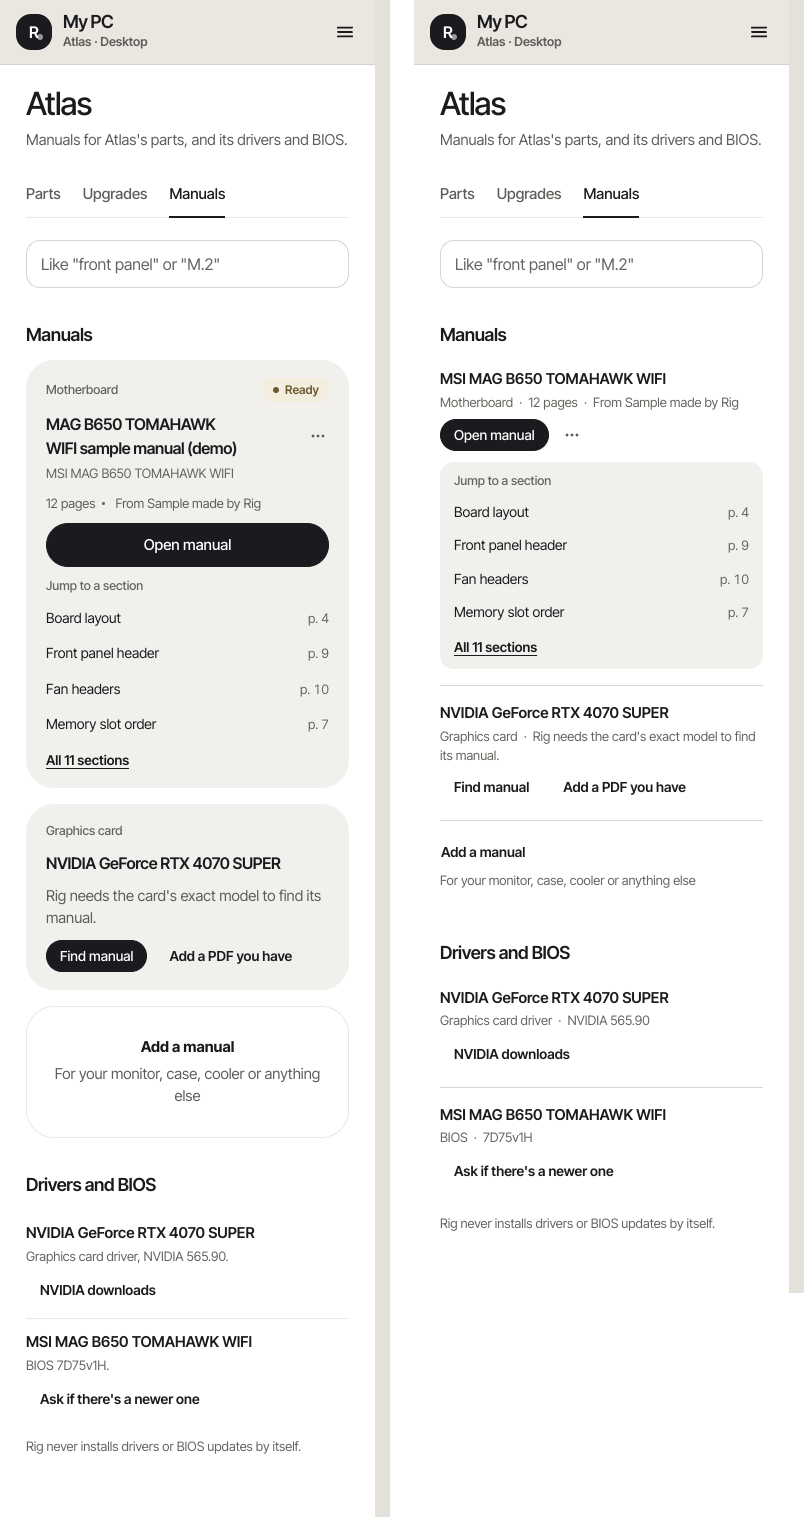 R
My PC
Atlas · Desktop
Atlas
Manuals for Atlas's parts, and its drivers and BIOS.
Parts Upgrades Manuals
Like "front panel" or "M.2"
Manuals
Motherboard
Ready
MAG B650 TOMAHAWK
WIFI sample manual (demo)
MSI MAG B650 TOMAHAWK WIFI
12 pages • From Sample made by Rig
Open manual
Jump to a section
Board layout p. 4
Front panel header p. 9
Fan headers p. 10
Memory slot order p. 7
All 11 sections
Graphics card
NVIDIA GeForce RTX 4070 SUPER
Rig needs the card's exact model to find its
manual.
Find manual Add a PDF you have
Add a manual
For your monitor, case, cooler or anything
else
Drivers and BIOS
NVIDIA GeForce RTX 4070 SUPER
Graphics card driver, NVIDIA 565.90.
NVIDIA downloads
MSI MAG B650 TOMAHAWK WIFI
BIOS 7D75v1H.
Ask if there's a newer one
Rig never installs drivers or BIOS updates by itself.
R
My PC
Atlas · Desktop
Atlas
Manuals for Atlas's parts, and its drivers and BIOS.
Parts Upgrades Manuals
Like "front panel" or "M.2"
Manuals
MSI MAG B650 TOMAHAWK WIFI
Motherboard · 12 pages · From Sample made by Rig
Open manual
Jump to a section
Board layout p. 4
Front panel header p. 9
Fan headers p. 10
Memory slot order p. 7
All 11 sections
NVIDIA GeForce RTX 4070 SUPER
Graphics card · Rig needs the card's exact model to find
its manual.
Find manual Add a PDF you have
Add a manual
For your monitor, case, cooler or anything else
Drivers and BIOS
NVIDIA GeForce RTX 4070 SUPER
Graphics card driver · NVIDIA 565.90
NVIDIA downloads
MSI MAG B650 TOMAHAWK WIFI
BIOS · 7D75v1H
Ask if there's a newer one
Rig never installs drivers or BIOS updates by itself.